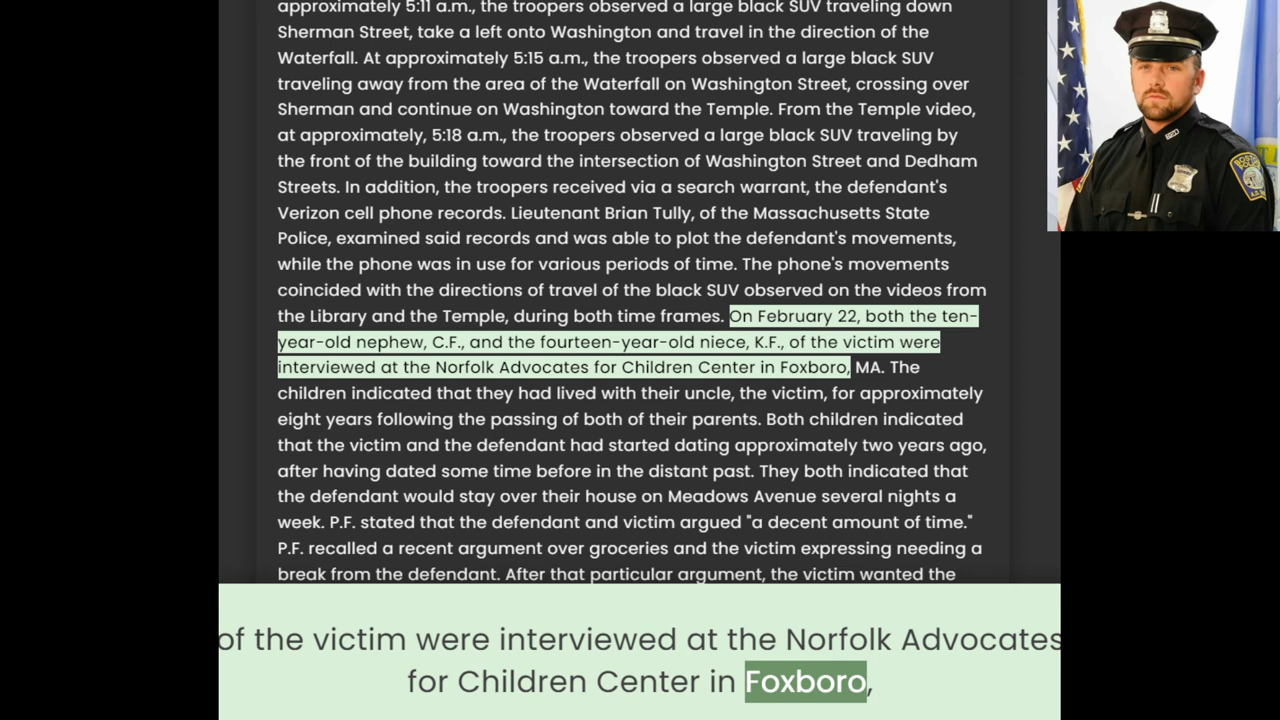 approximately 5:11 a.m., the troopers observed a large black SUV traveling down
Sherman Street, take a left onto Washington and travel in the direction of the
Waterfall. At approximately 5:15 a.m., the troopers observed a large black SUV
traveling away from the area of the Waterfall on Washington Street, crossing over
Sherman and continue on Washington toward the Temple. From the Temple video,
at approximately, 5:18 a.m., the troopers observed a large black SUV traveling by
the front of the building toward the intersection of Washington Street and Dedham
Streets. In addition, the troopers received via a search warrant, the defendant's
Verizon cell phone records. Lieutenant Brian Tully, of the Massachusetts State
Police, examined said records and was able to plot the defendant's movements,
while the phone was in use for various periods of time. The phone's movements
coincided with the directions of travel of the black SUV observed on the videos from
the Library and the Temple, during both time frames. On February 22, both the ten-
year-old nephew, C.F., and the fourteen-year-old niece, K.F., of the victim were
interviewed at the Norfolk Advocates for Children Center in Foxboro, MA. The
children indicated that they had lived with their uncle, the victim, for approximately
eight years following the passing of both of their parents. Both children indicated
that the victim and the defendant had started dating approximately two years ago,
after having dated some time before in the distant past. They both indicated that
the defendant would stay over their house on Meadows Avenue several nights a
week. P.F. stated that the defendant and victim argued "a decent amount of time."
P.F. recalled a recent argument over groceries and the victim expressing needing a
break from the defendant. After that particular argument, the victim wanted the
of the victim were interviewed at the Norfolk Advocates
for Children Center in Foxboro,